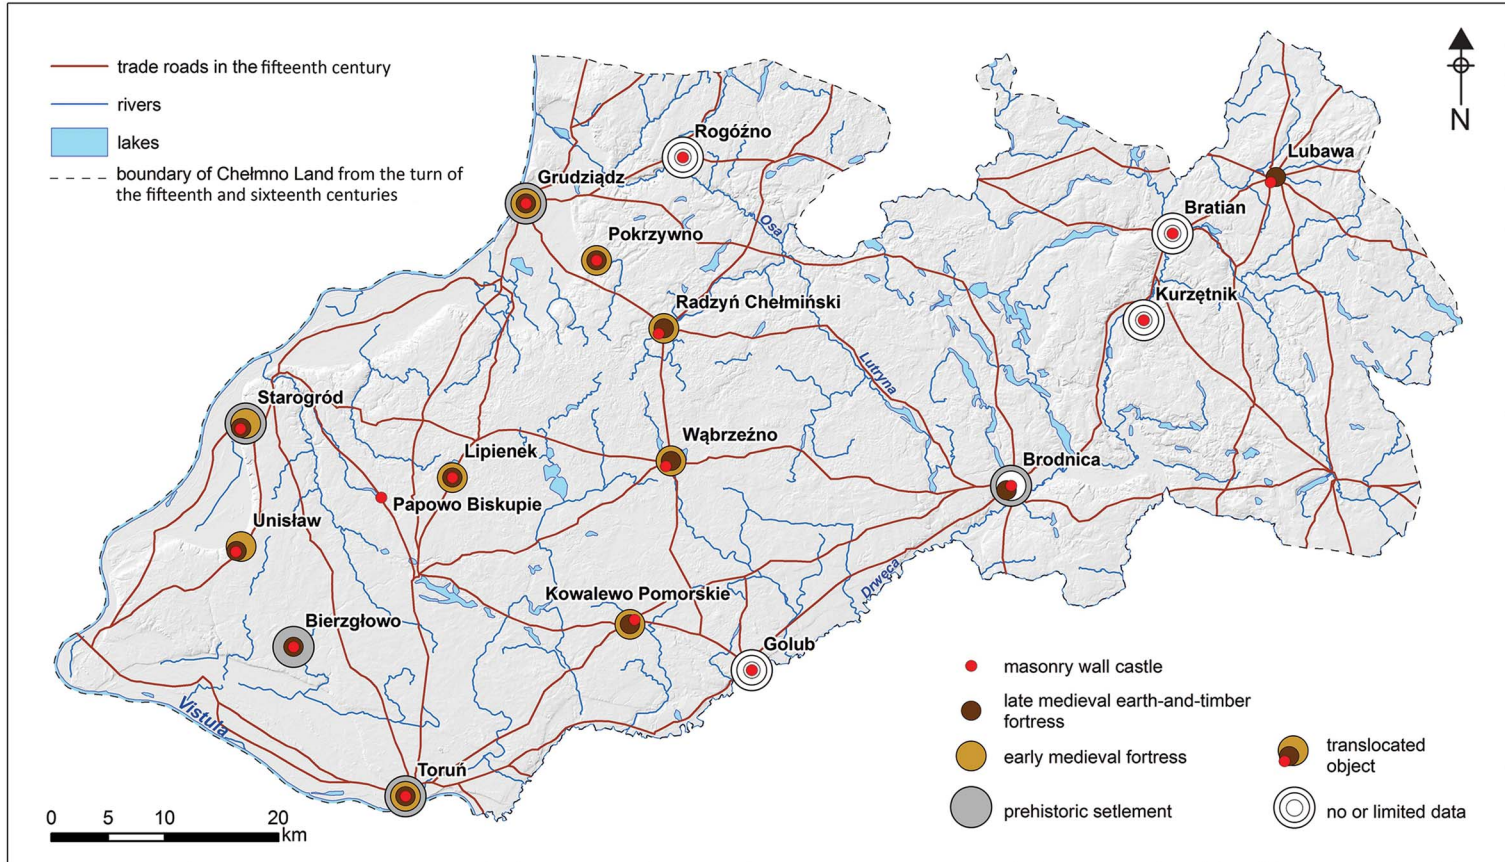 trade roads in the fifteenth century
rivers
lakes
boundary of Chełmno Land from the turn of
the fifteenth and sixteenth centuries
N
Rogóźno
Lubawa
Grudziądz
Bratian
Osa
Pokrzywno
Kurzętnik
Radzyń Chełmiński
Lutryna
Starogród
Wąbrzeźno
Lipienek
Brodnica
Papowo Biskupie
Unisław
Drwęca
Kowalewo Pomorskie
Bierzgłowo
Golub
Vistula
Toruń
masonry wall castle
late medieval earth-and-timber
fortress
early medieval fortress
translocated
object
prehistoric setlement
no or limited data
0 5 10 20
km